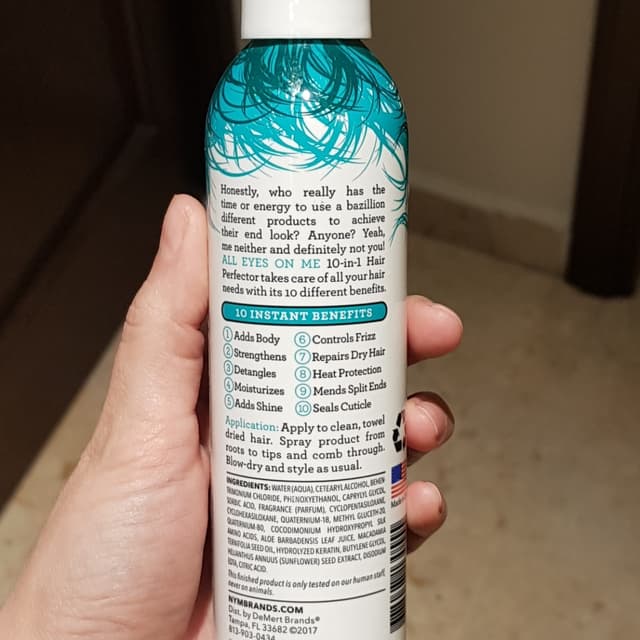 Honestly, who really has the
time or energy to use a bazillion
different products to achieve
their end look? Anyone? Yeah,
me neither and definitely not you!
ALL EYES ON ME 10-in-1 Hair
Perfector takes care of all your hair
needs with its 10 different benefits.
10 INSTANT BENEFITS
1 Adds Body
2 Strengthens
3 Detangles
4 Moisturizes
5 Adds Shine
6 Controls Frizz
7 Repairs Dry Hair
8 Heat Protection
9 Mends Split Ends
10 Seals Cuticle
Application: Apply to clean, towel
dried hair. Spray product from
roots to tips and comb through.
Blow-dry and style as usual.
INGREDIENTS: WATER (AQUA), CETEARYL ALCOHOL, BEHEN
TRIMONIUM CHLORIDE, PHENOXYETHANOL, CAPRYLYL GLYCOL,
SORBIC ACID, FRAGRANCE (PARFUM), CYCLOPENTASILOXANE,
CYCLOHEXASILOXANE, QUATERNIUM-18, METHYL GLUCETH-20,
QUATERNIUM-80, COCODIMONIUM HYDROXYPROPYL SILK
AMINO ACIDS, ALOE BARBADENSIS LEAF JUICE, MACADAMIA
TERNIFOLIA SEED OIL, HYDROLYZED KERATIN, BUTYLENE GLYCOL,
HELIANTHUS ANNUUS (SUNFLOWER) SEED EXTRACT, DISODIUM
EDTA, CITRIC ACID.
This finished product is only tested on our human staff,
never on animals.
NYMBRANDS.COM
Dist. by DeMert Brands®
Tampa, FL 33682 ©2017
813-903-0434
Made